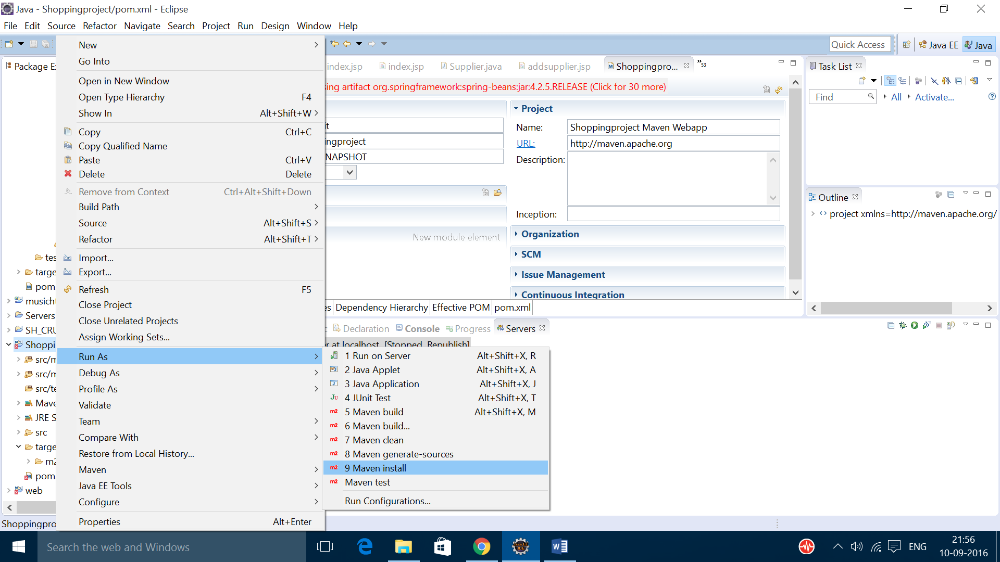 Java - Shoppingproject/pom.xml - Eclipse
File Edit Source Refactor Navigate Search Project Run Design Window Help
Quick Access
Java EE
Java
Package E
New
Go Into
Open in New Window
Open Type Hierarchy F4
Show In Alt+Shift+W
Copy Ctrl+C
Copy Qualified Name
Paste Ctrl+V
Delete Delete
Remove from Context Ctrl+Alt+Shift+Down
Build Path
Source Alt+Shift+S
Refactor Alt+Shift+T
Import...
Export...
Refresh F5
Close Project
Close Unrelated Projects
Assign Working Sets...
Run As
Debug As
Profile As
Validate
Team
Compare With
Restore from Local History...
Maven
Java EE Tools
Configure
Properties Alt+Enter
tes
targe
pom
musich
Servers
SH_CRU
Shoppi
src/m
src/m
src/te
Mave
JRE S
src
targe
m2
pom
web
Shoppingpro
index.jsp index.jsp Supplier.java addsupplier.jsp Shoppingpro... »53
sing artifact org.springframework:spring-beans:jar:4.2.5.RELEASE (Click for 30 more)
it
ingproject
NAPSHOT
New module element
Project
Name: Shoppingproject Maven Webapp
URL: http://maven.apache.org
Description:
Inception:
Organization
SCM
Issue Management
Continuous Integration
es Dependency Hierarchy Effective POM pom.xml
Declaration Console Progress Servers
r at localhost [Stopped, Republish]
1 Run on Server Alt+Shift+X, R
2 Java Applet Alt+Shift+X, A
3 Java Application Alt+Shift+X, J
4 JUnit Test Alt+Shift+X, T
5 Maven build Alt+Shift+X, M
6 Maven build...
7 Maven clean
8 Maven generate-sources
9 Maven install
Maven test
Run Configurations...
Task List
Find All Activate...
Outline
project xmlns=http://maven.apache.org/
Search the web and Windows
ENG
21:56
10-09-2016